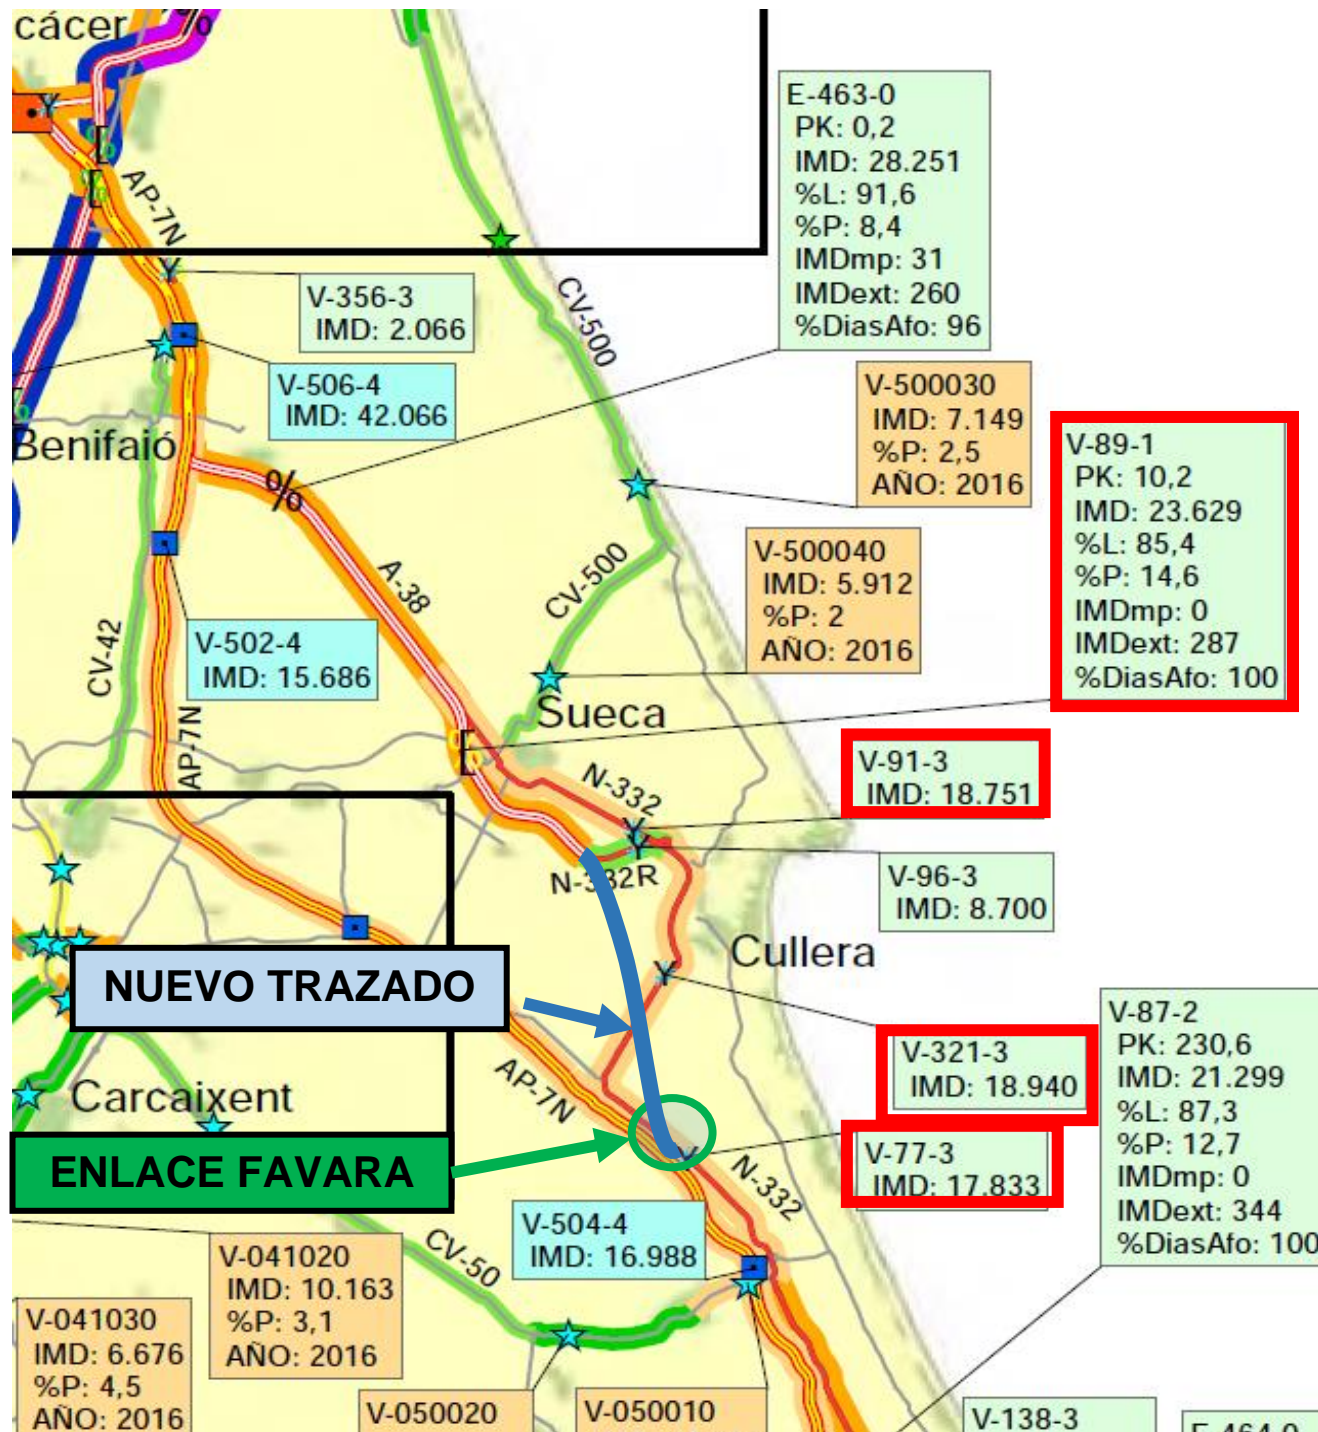 cácer
E-463-0
PK: 0,2
IMD: 28.251
%L: 91,6
%P: 8,4
IMDmp: 31
IMDext: 260
%DiasAfo: 96
AP-7N
V-356-3
IMD: 2.066
CV-500
V-506-4
IMD: 42.066
V-500030
IMD: 7.149
%P: 2,5
AÑO: 2016
Benifaió
%
V-89-1
PK: 10,2
IMD: 23.629
%L: 85,4
%P: 14,6
IMDmp: 0
IMDext: 287
%DiasAfo: 100
V-500040
IMD: 5.912
%P: 2
AÑO: 2016
A-38
CV-500
CV-42
V-502-4
IMD: 15.686
AP-7N
Sueca
N-332
V-91-3
IMD: 18.751
N-332R
V-96-3
IMD: 8.700
Cullera
NUEVO TRAZADO
V-87-2
PK: 230,6
IMD: 21.299
%L: 87,3
%P: 12,7
IMDmp: 0
IMDext: 344
%DiasAfo: 100
V-321-3
IMD: 18.940
AP-7N
Carcaixent
ENLACE FAVARA
V-77-3
IMD: 17.833
N-332
V-504-4
IMD: 16.988
CV-50
V-041020
IMD: 10.163
%P: 3,1
AÑO: 2016
V-041030
IMD: 6.676
%P: 4,5
AÑO: 2016
V-050020
V-050010
V-138-3
E-464-0